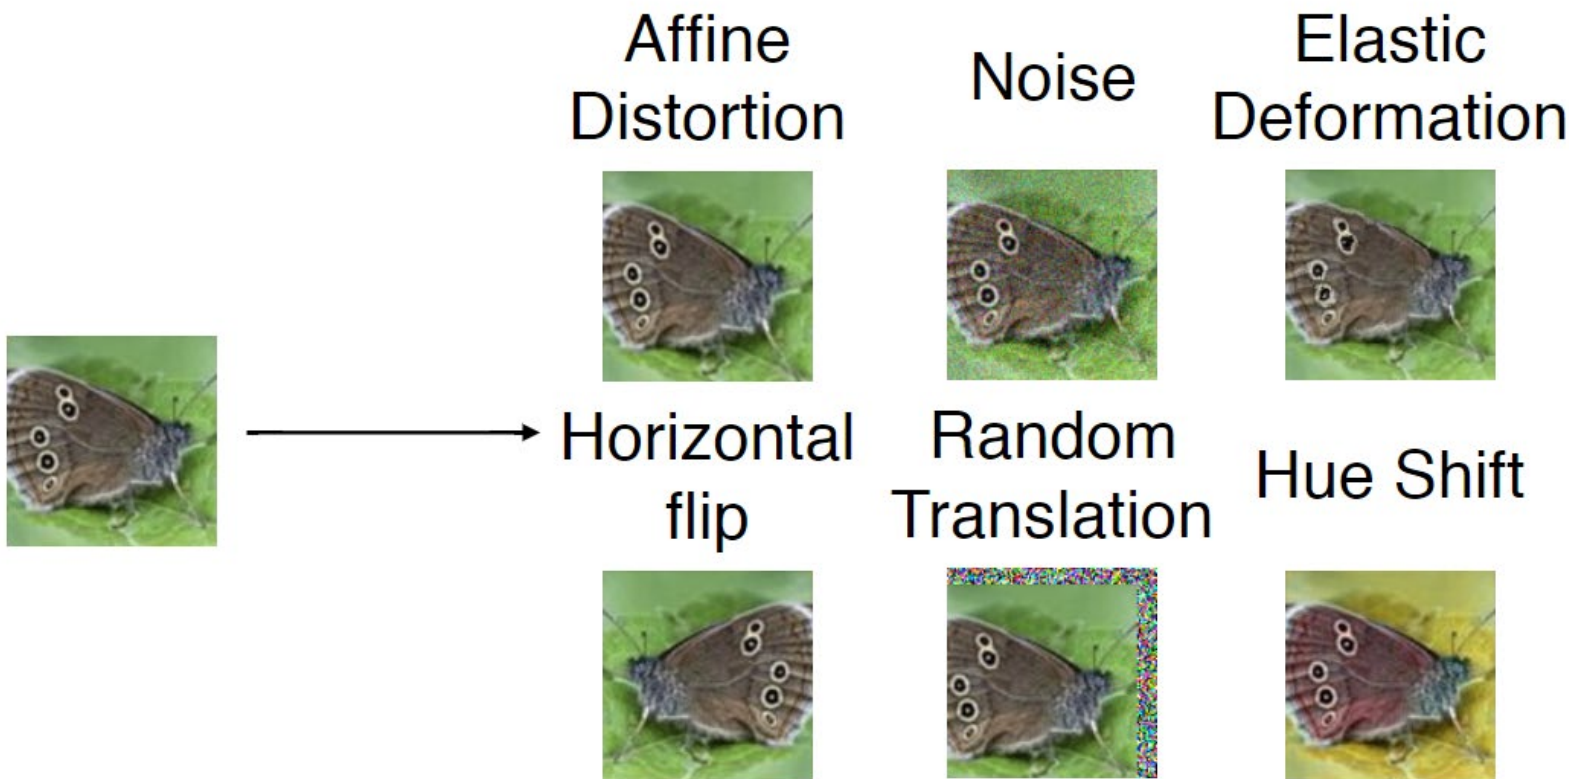 Affine
Distortion
Noise
Elastic
Deformation
Horizontal
flip
Random
Translation
Hue Shift